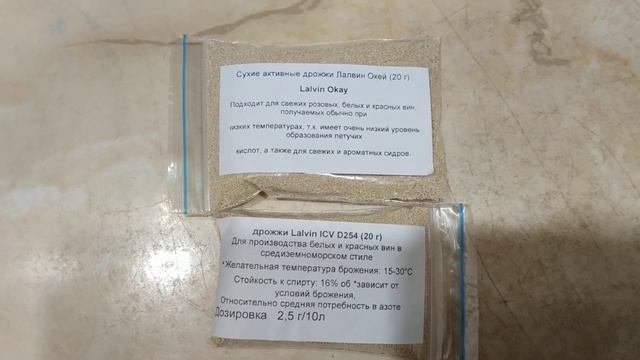 Сухие активные дрожжи Лалвин Окей (20 г)
Lalvin Okay
Подходит для свежих розовых, белых и красных вин,
получаемых обычно при
низких температурах, т.к. имеет очень низкий уровень
образования летучих
кислот, а также для свежих и ароматных сидров.
дрожжи Lalvin ICV D254 (20 г)
Для производства белых и красных вин в
средиземноморском стиле
*Желательная температура брожения: 15-30°C
Стойкость к спирту: 16% об *зависит от
условий брожения,
Относительно средняя потребность в азоте
Дозировка 2,5 г/10л